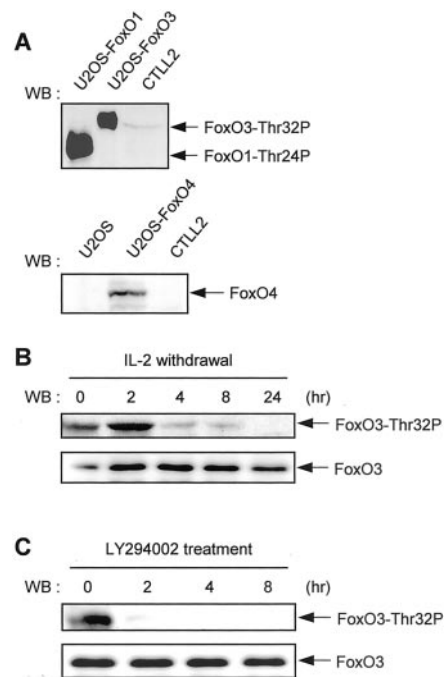 A
U2OS-FoxO1
U2OS-FoxO3
CTLL2
WB :
FoxO3-Thr32P
FoxO1-Thr24P
U2OS
U2OS-FoxO4
CTLL2
WB :
FoxO4
B
IL-2 withdrawal
WB : 0 2 4 8 24 (hr)
FoxO3-Thr32P
FoxO3
C
LY294002 treatment
WB : 0 2 4 8 (hr)
FoxO3-Thr32P
FoxO3